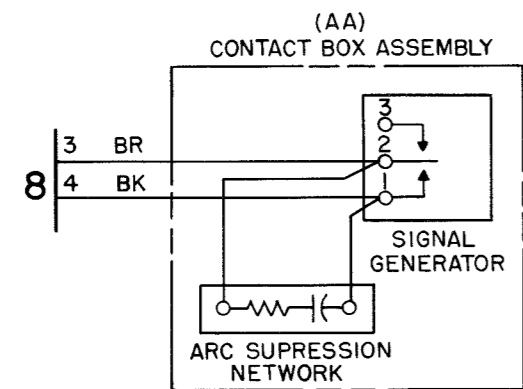 (AA)
CONTACT BOX ASSEMBLY
3
3 BR
2
8
4 BK
1
SIGNAL
GENERATOR
ARC SUPRESSION
NETWORK